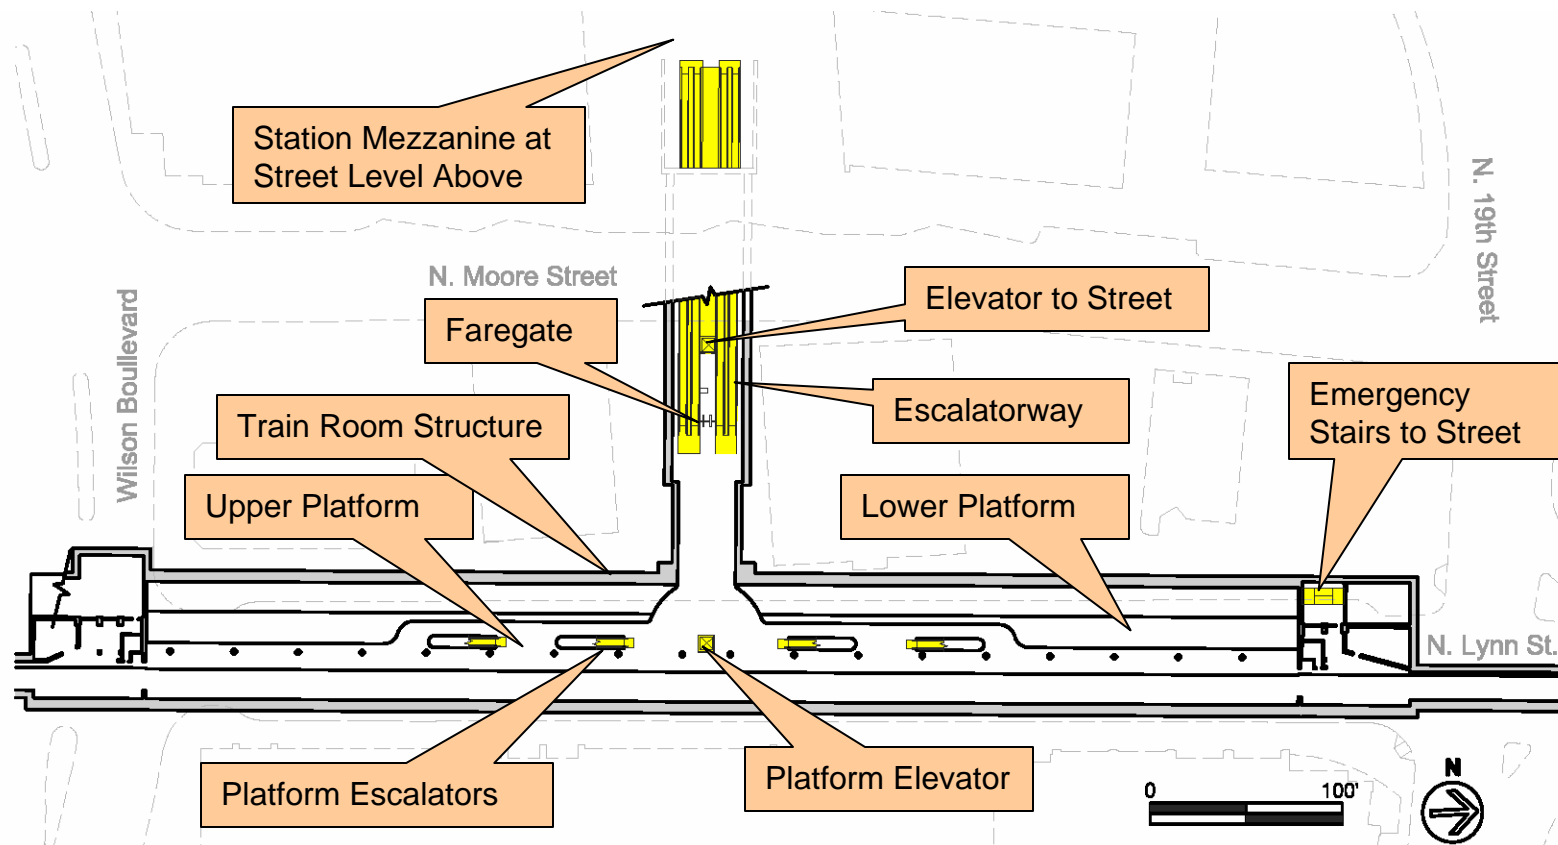 Station Mezzanine at
Street Level Above
N. 19th Street
N. Moore Street
Elevator to Street
Faregate
Wilson Boullevard
Escalatorway
Emergency
Stairs to Street
Train Room Structure
Upper Platform
Lower Platform
N. Lynn St.
Platform Escalators
Platform Elevator
0
100'
N